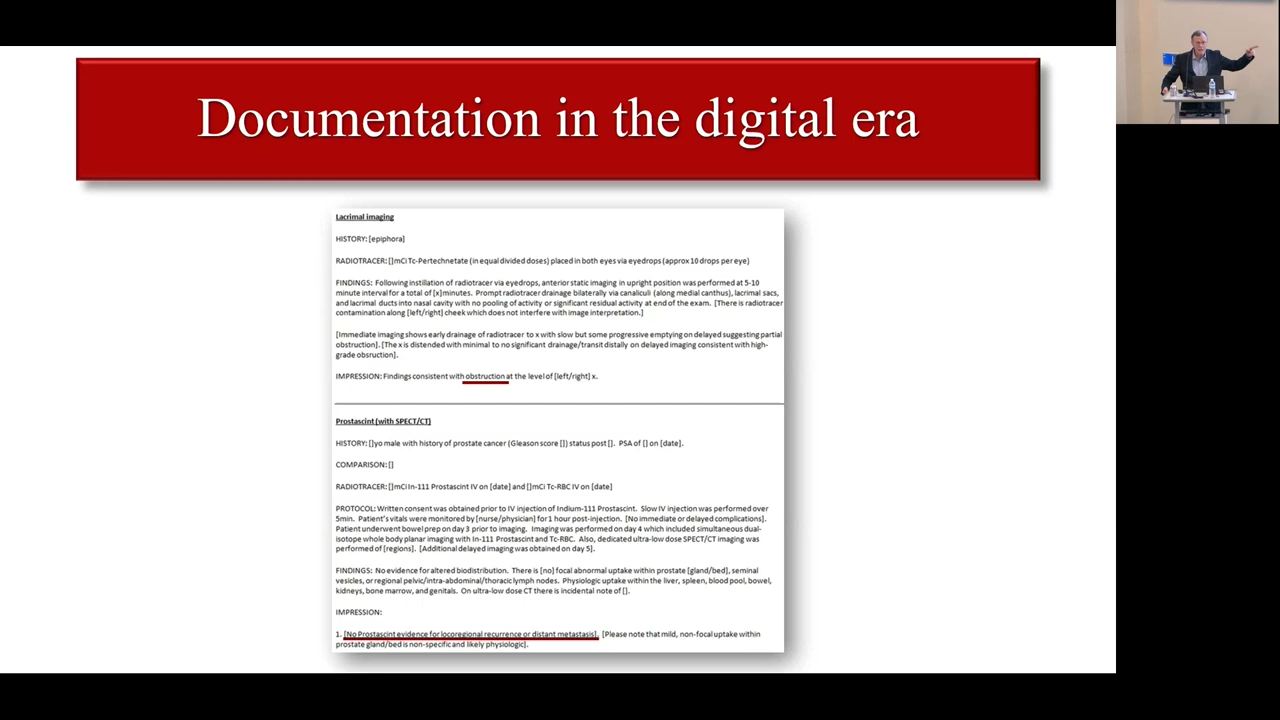 Documentation in the digital era
Lacrimal imaging
HISTORY: [epiphora]
RADIOTRACER: []mCi Tc-Pertechnetate (in equal divided doses) placed in both eyes via eyedrops (approx 10 drops per eye)
FINDINGS: Following instillation of radiotracer via eyedrops, anterior static imaging in upright position was performed at 5-10
minute interval for a total of [x]minutes. Prompt radiotracer drainage bilaterally via canaliculi (along medial canthus), lacrimal sacs,
and lacrimal ducts into nasal cavity with no pooling of activity or significant residual activity at end of the exam. [There is radiotracer
contamination along [left/right] cheek which does not interfere with image interpretation.]
[Immediate imaging shows early drainage of radiotracer to x with slow but some progressive emptying on delayed suggesting partial
obstruction]. [The x is distended with minimal to no significant drainage/transit distally on delayed imaging consistent with high-
grade obsruction].
IMPRESSION: Findings consistent with obstruction at the level of [left/right] x.
Prostascint (with SPECT/CT)
HISTORY: []yo male with history of prostate cancer (Gleason score []) status post []. PSA of [] on [date].
COMPARISON: []
RADIOTRACER: []mCi In-111 Prostascint IV on [date] and []mCi Tc-RBC IV on [date]
PROTOCOL: Written consent was obtained prior to IV injection of Indium-111 Prostascint. Slow IV injection was performed over
5min. Patient's vitals were monitored by [nurse/physician] for 1 hour post-injection. [No immediate or delayed complications].
Patient underwent bowel prep on day 3 prior to imaging. Imaging was performed on day 4 which included simultaneous dual-
isotope whole body planar imaging with In-111 Prostascint and Tc-RBC. Also, dedicated ultra-low dose SPECT/CT imaging was
performed of [regions]. [Additional delayed imaging was obtained on day 5].
FINDINGS: No evidence for altered biodistribution. There is [no] focal abnormal uptake within prostate [gland/bed], seminal
vesicles, or regional pelvic/intra-abdominal/thoracic lymph nodes. Physiologic uptake within the liver, spleen, blood pool, bowel,
kidneys, bone marrow, and genitals. On ultra-low dose CT there is incidental note of [].
IMPRESSION:
1. [No Prostascint evidence for locoregional recurrence or distant metastasis]. [Please note that mild, non-focal uptake within
prostate gland/bed is non-specific and likely physiologic].